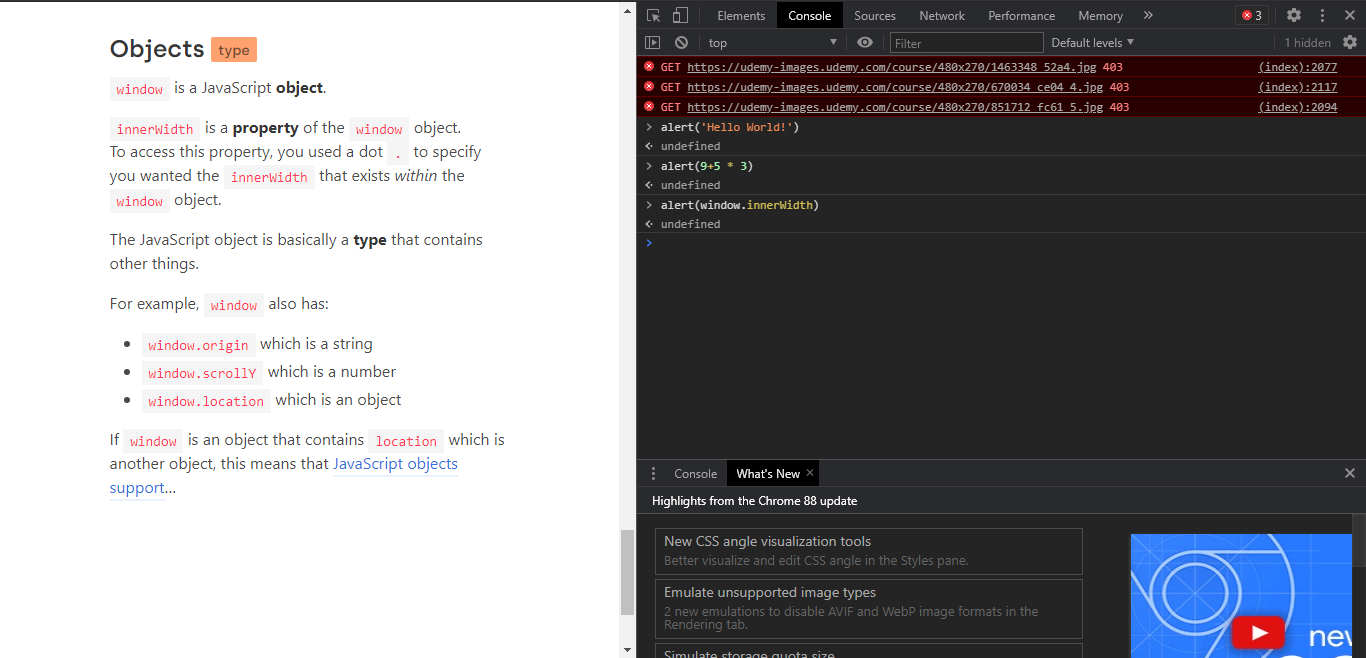 Objects type
window is a JavaScript object.
innerWidth is a property of the window object.
To access this property, you used a dot . to specify
you wanted the innerWidth that exists within the
window object.
The JavaScript object is basically a type that contains
other things.
For example, window also has:
• window.origin which is a string
• window.scrollY which is a number
• window.location which is an object
If window is an object that contains location which is
another object, this means that JavaScript objects
support...
Elements Console Sources Network Performance Memory » 3
top Filter Default levels 1 hidden
GET https://udemy-images.udemy.com/course/480x270/1463348_52a4.jpg 403 (index):2077
GET https://udemy-images.udemy.com/course/480x270/670034_ce04_4.jpg 403 (index):2117
GET https://udemy-images.udemy.com/course/480x270/851712_fc61_5.jpg 403 (index):2094
> alert('Hello World!')
undefined
> alert(9+5 * 3)
undefined
> alert(window.innerWidth)
undefined
>
Console What's New ×
Highlights from the Chrome 88 update
New CSS angle visualization tools
Better visualize and edit CSS angle in the Styles pane.
Emulate unsupported image types
2 new emulations to disable AVIF and WebP image formats in the
Rendering tab.
Simulate storage quota size
new